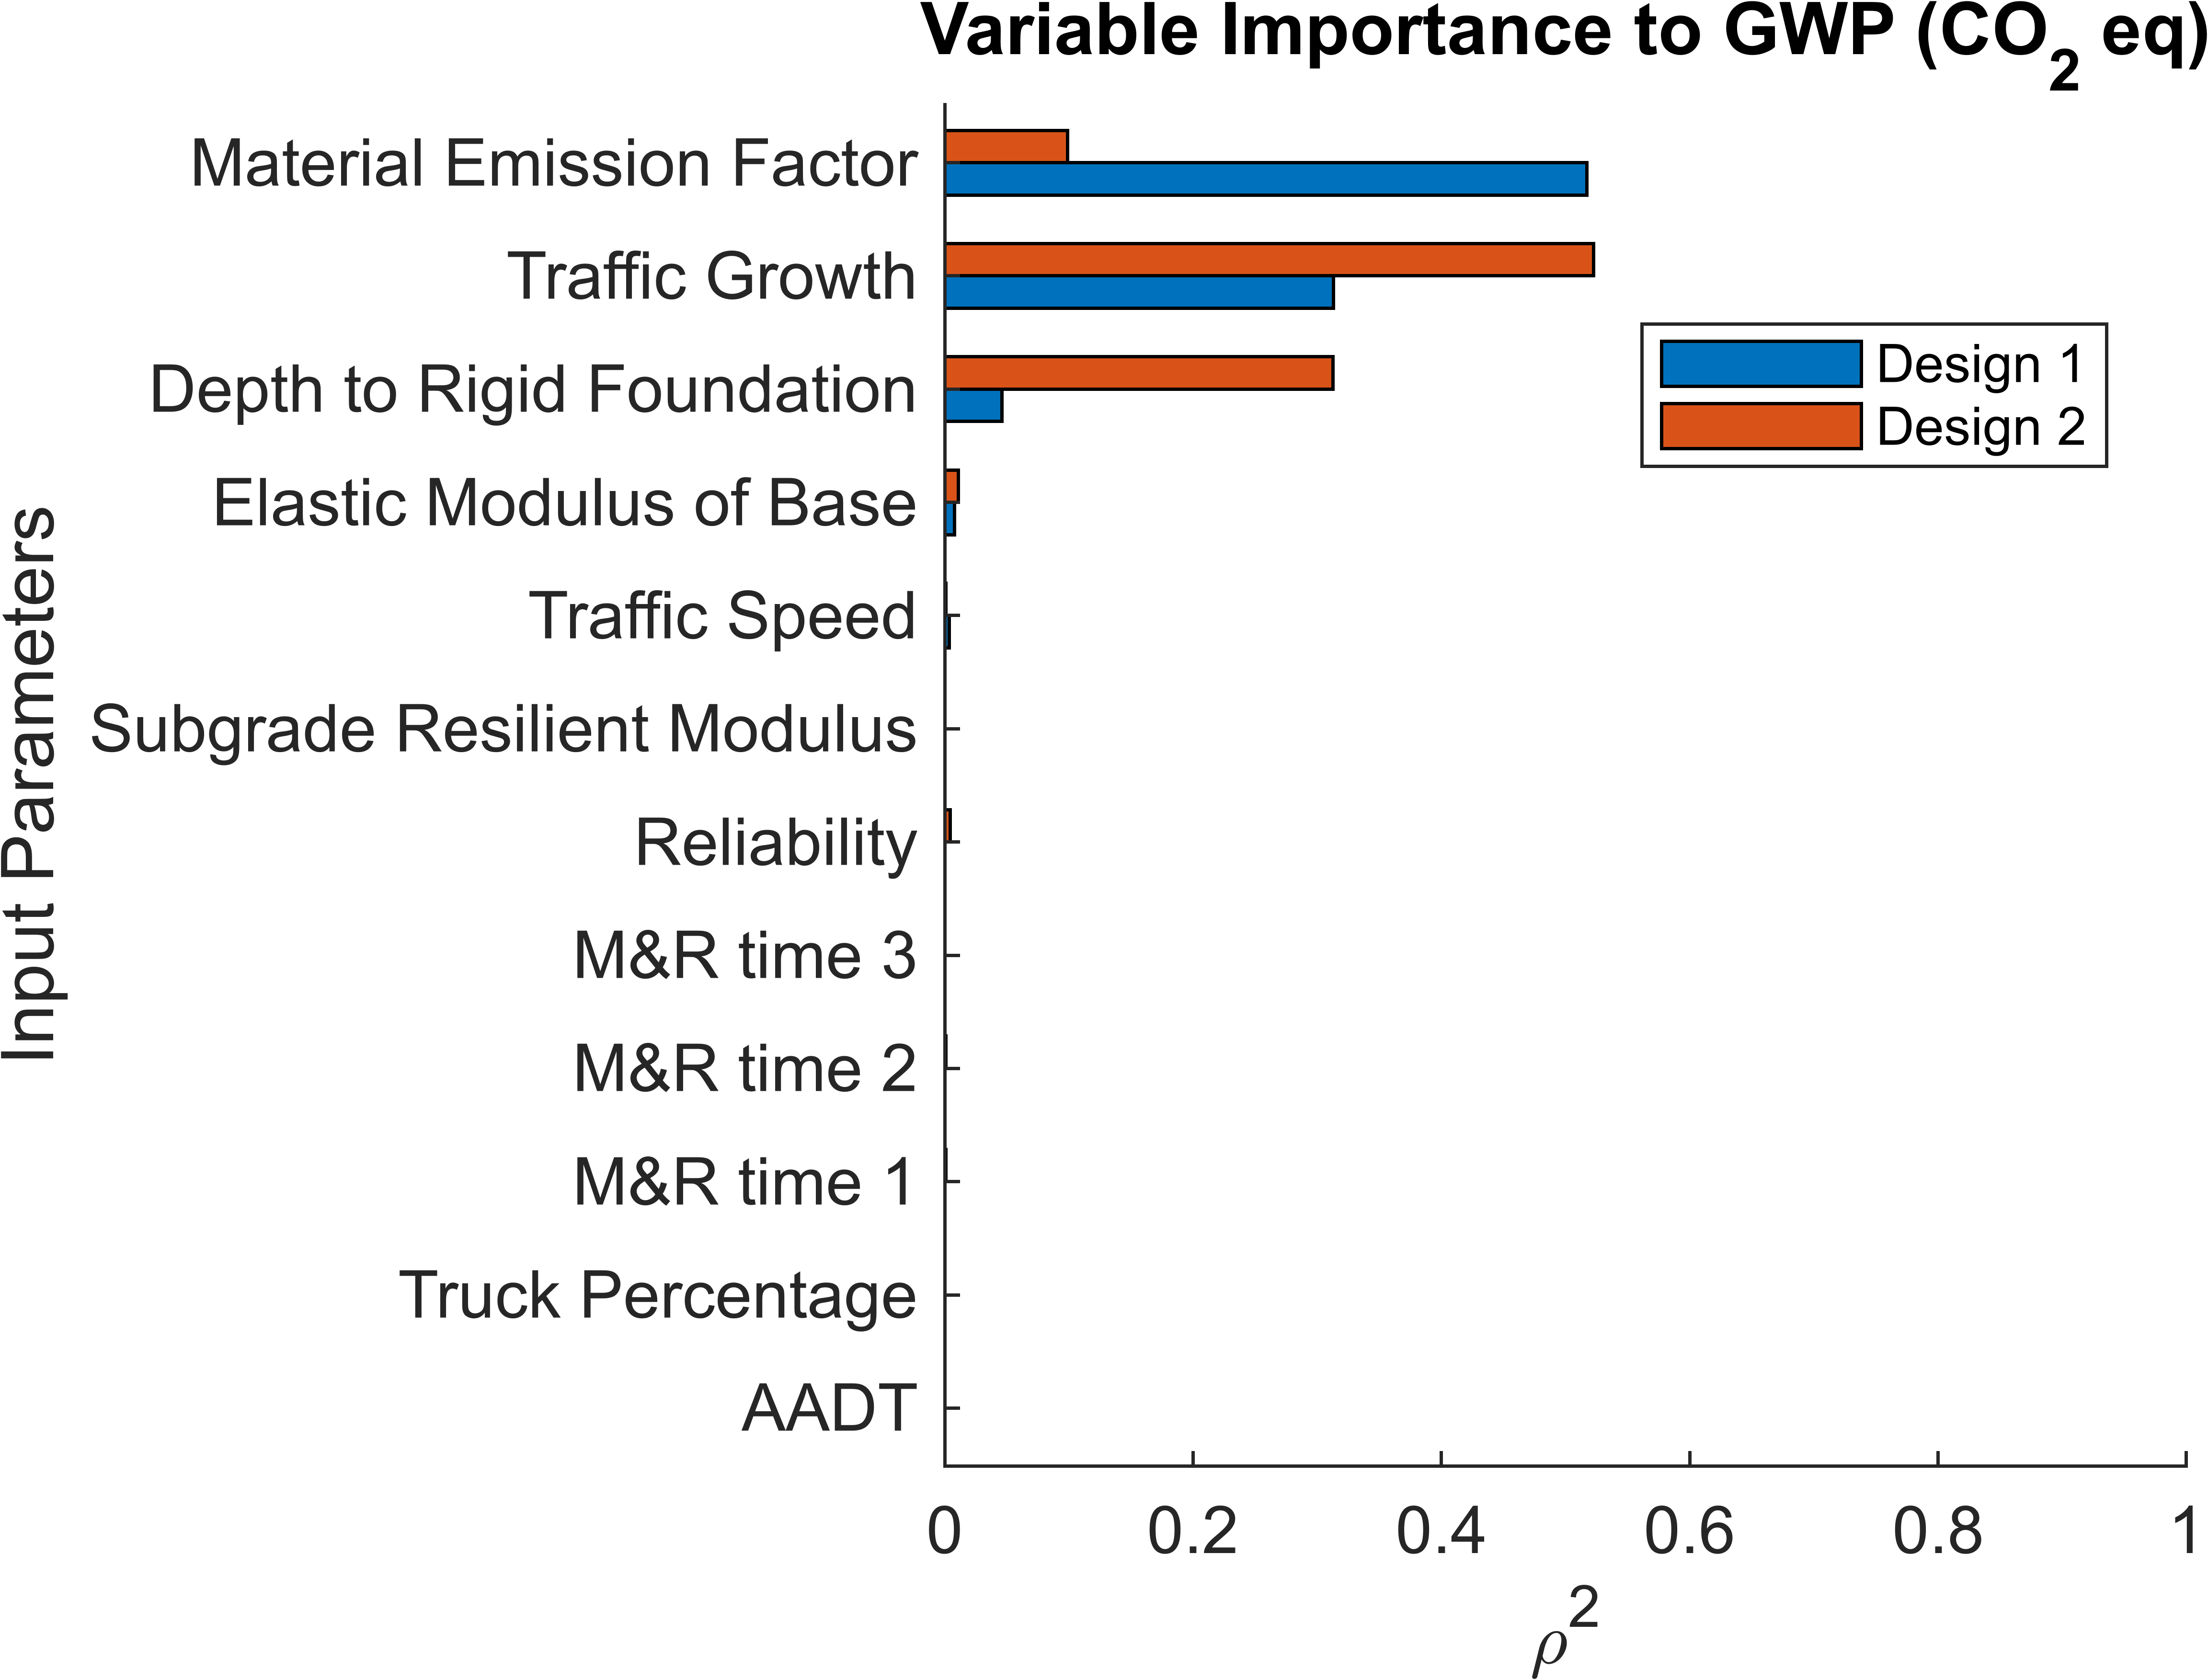 Variable Importance to GWP (CO₂ eq)
Material Emission Factor
Traffic Growth
Depth to Rigid Foundation
Elastic Modulus of Base
Traffic Speed
Subgrade Resilient Modulus
Reliability
M&R time 3
M&R time 2
M&R time 1
Truck Percentage
AADT
Input Parameters
Design 1
Design 2
0 0.2 0.4 0.6 0.8 1
ρ²